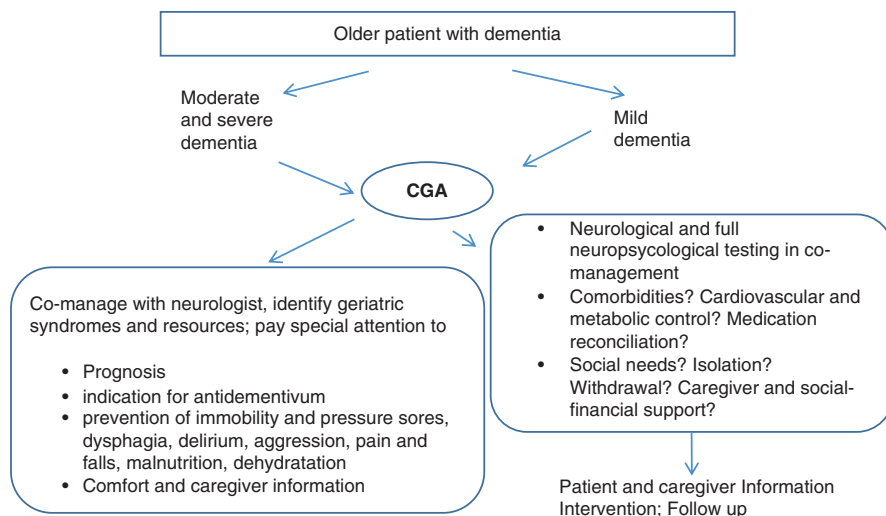 Older patient with dementia
Moderate
and severe
dementia
Mild
dementia
CGA
Co-manage with neurologist, identify geriatric
syndromes and resources; pay special attention to
• Prognosis
• indication for antidementivum
• prevention of immobility and pressure sores,
dysphagia, delirium, aggression, pain and
falls, malnutrition, dehydratation
• Comfort and caregiver information
• Neurological and full
neuropsycological testing in co-
management
• Comorbidities? Cardiovascular and
metabolic control? Medication
reconciliation?
• Social needs? Isolation?
Withdrawal? Caregiver and social-
financial support?
Patient and caregiver Information
Intervention; Follow up